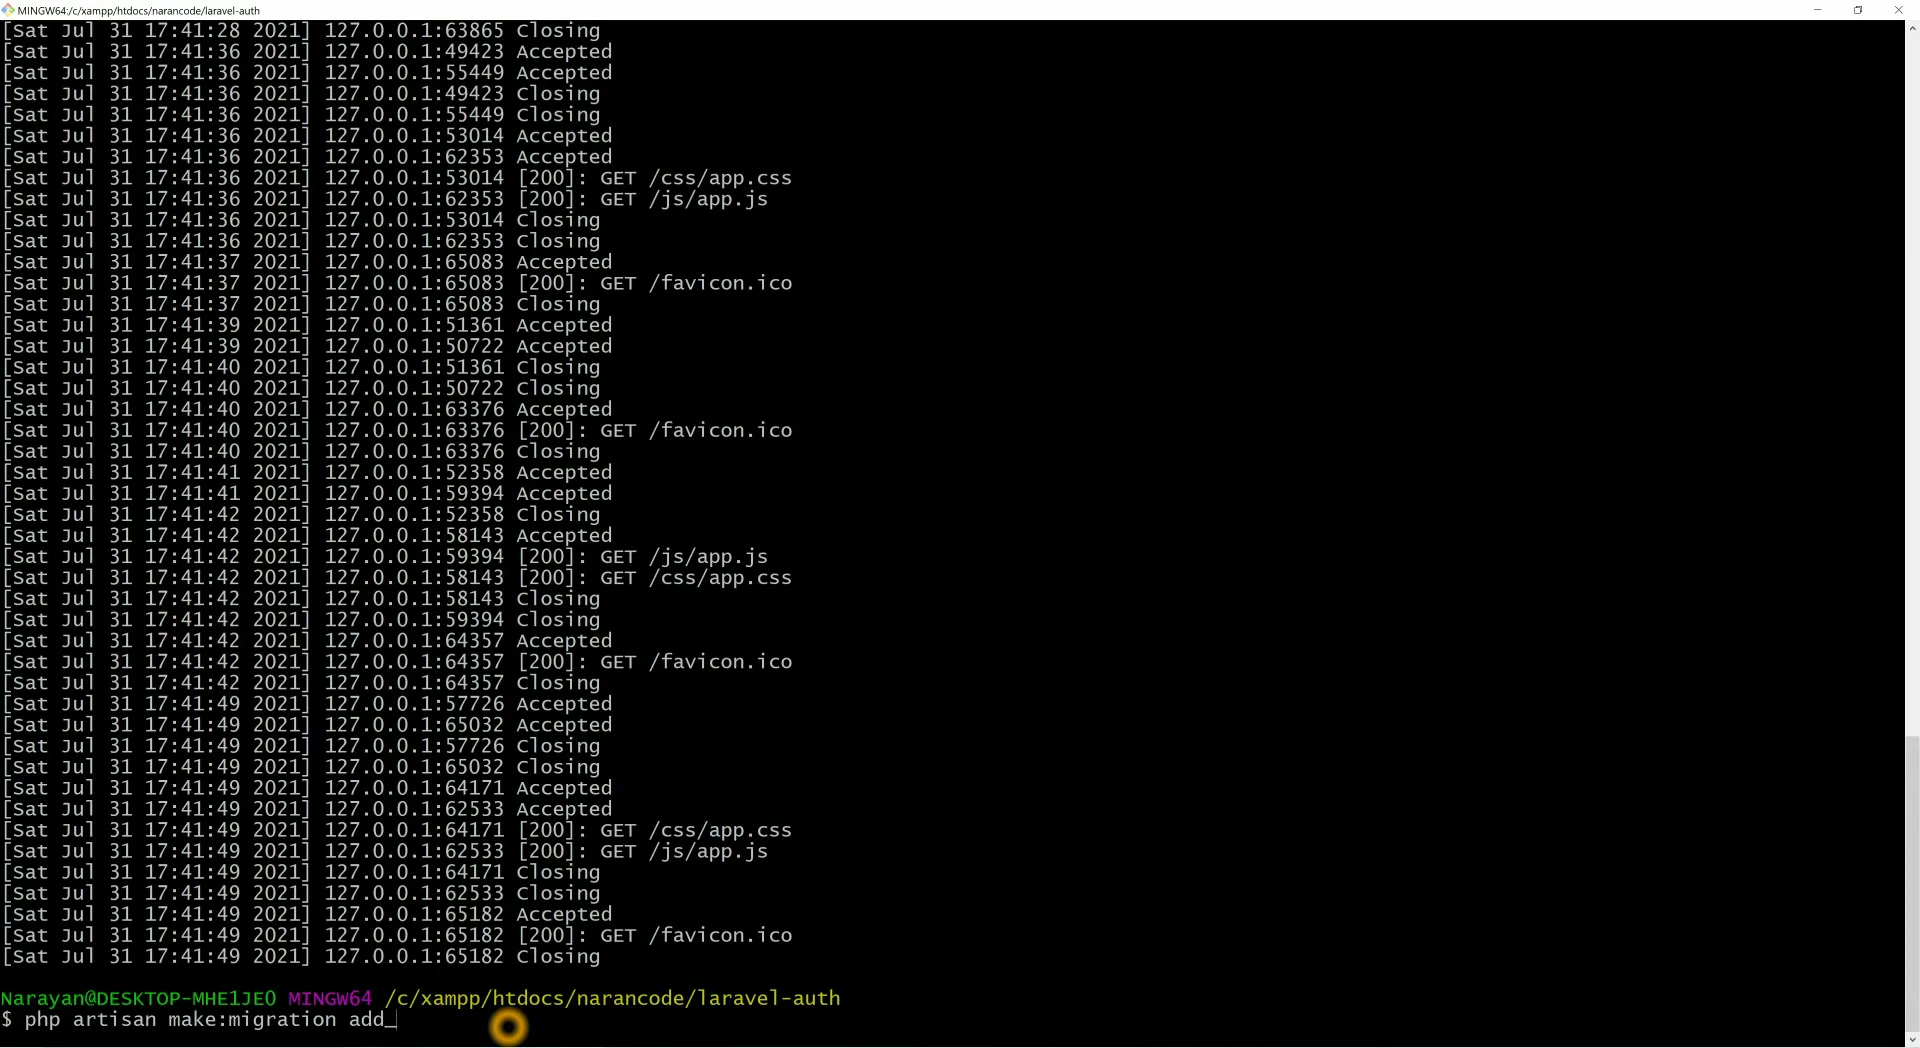 MINGW64:/c/xampp/htdocs/narancode/laravel-auth
[Sat Jul 31 17:41:28 2021] 127.0.0.1:63865 Closing
[Sat Jul 31 17:41:36 2021] 127.0.0.1:49423 Accepted
[Sat Jul 31 17:41:36 2021] 127.0.0.1:55449 Accepted
[Sat Jul 31 17:41:36 2021] 127.0.0.1:49423 Closing
[Sat Jul 31 17:41:36 2021] 127.0.0.1:55449 Closing
[Sat Jul 31 17:41:36 2021] 127.0.0.1:53014 Accepted
[Sat Jul 31 17:41:36 2021] 127.0.0.1:62353 Accepted
[Sat Jul 31 17:41:36 2021] 127.0.0.1:53014 [200]: GET /css/app.css
[Sat Jul 31 17:41:36 2021] 127.0.0.1:62353 [200]: GET /js/app.js
[Sat Jul 31 17:41:36 2021] 127.0.0.1:53014 Closing
[Sat Jul 31 17:41:36 2021] 127.0.0.1:62353 Closing
[Sat Jul 31 17:41:37 2021] 127.0.0.1:65083 Accepted
[Sat Jul 31 17:41:37 2021] 127.0.0.1:65083 [200]: GET /favicon.ico
[Sat Jul 31 17:41:37 2021] 127.0.0.1:65083 Closing
[Sat Jul 31 17:41:39 2021] 127.0.0.1:51361 Accepted
[Sat Jul 31 17:41:39 2021] 127.0.0.1:50722 Accepted
[Sat Jul 31 17:41:40 2021] 127.0.0.1:51361 Closing
[Sat Jul 31 17:41:40 2021] 127.0.0.1:50722 Closing
[Sat Jul 31 17:41:40 2021] 127.0.0.1:63376 Accepted
[Sat Jul 31 17:41:40 2021] 127.0.0.1:63376 [200]: GET /favicon.ico
[Sat Jul 31 17:41:40 2021] 127.0.0.1:63376 Closing
[Sat Jul 31 17:41:41 2021] 127.0.0.1:52358 Accepted
[Sat Jul 31 17:41:41 2021] 127.0.0.1:59394 Accepted
[Sat Jul 31 17:41:42 2021] 127.0.0.1:52358 Closing
[Sat Jul 31 17:41:42 2021] 127.0.0.1:58143 Accepted
[Sat Jul 31 17:41:42 2021] 127.0.0.1:59394 [200]: GET /js/app.js
[Sat Jul 31 17:41:42 2021] 127.0.0.1:58143 [200]: GET /css/app.css
[Sat Jul 31 17:41:42 2021] 127.0.0.1:58143 Closing
[Sat Jul 31 17:41:42 2021] 127.0.0.1:59394 Closing
[Sat Jul 31 17:41:42 2021] 127.0.0.1:64357 Accepted
[Sat Jul 31 17:41:42 2021] 127.0.0.1:64357 [200]: GET /favicon.ico
[Sat Jul 31 17:41:42 2021] 127.0.0.1:64357 Closing
[Sat Jul 31 17:41:49 2021] 127.0.0.1:57726 Accepted
[Sat Jul 31 17:41:49 2021] 127.0.0.1:65032 Accepted
[Sat Jul 31 17:41:49 2021] 127.0.0.1:57726 Closing
[Sat Jul 31 17:41:49 2021] 127.0.0.1:65032 Closing
[Sat Jul 31 17:41:49 2021] 127.0.0.1:64171 Accepted
[Sat Jul 31 17:41:49 2021] 127.0.0.1:62533 Accepted
[Sat Jul 31 17:41:49 2021] 127.0.0.1:64171 [200]: GET /css/app.css
[Sat Jul 31 17:41:49 2021] 127.0.0.1:62533 [200]: GET /js/app.js
[Sat Jul 31 17:41:49 2021] 127.0.0.1:64171 Closing
[Sat Jul 31 17:41:49 2021] 127.0.0.1:62533 Closing
[Sat Jul 31 17:41:49 2021] 127.0.0.1:65182 Accepted
[Sat Jul 31 17:41:49 2021] 127.0.0.1:65182 [200]: GET /favicon.ico
[Sat Jul 31 17:41:49 2021] 127.0.0.1:65182 Closing
Narayan@DESKTOP-MHE1JE0 MINGW64 /c/xampp/htdocs/narancode/laravel-auth
$ php artisan make:migration add_